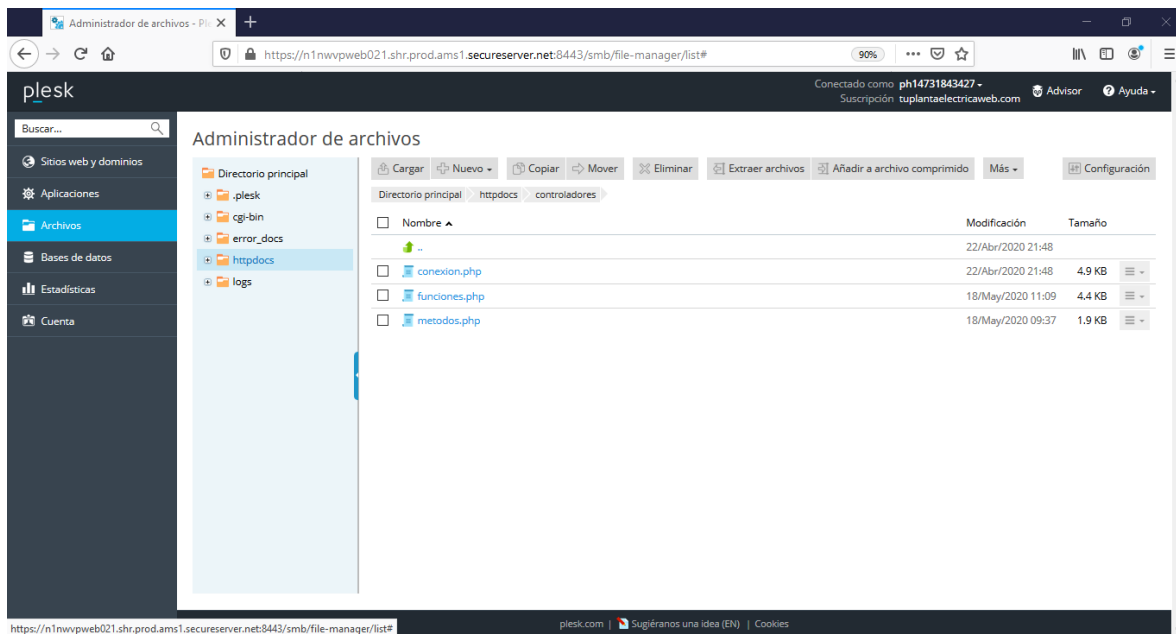 Administrador de archivos - Ple
https://n1nwvpweb021.shr.prod.ams1.secureserver.net:8443/smb/file-manager/list#
90%
plesk
Conectado como ph14731843427
Suscripción tuplantaelectricaweb.com
Advisor
Ayuda
Buscar...
Sitios web y dominios
Aplicaciones
Archivos
Bases de datos
Estadísticas
Cuenta
Administrador de archivos
Directorio principal
.plesk
cgi-bin
error_docs
httpdocs
logs
Cargar Nuevo Copiar Mover Eliminar Extraer archivos Añadir a archivo comprimido Más Configuración
Directorio principal httpdocs controladores
Nombre Modificación Tamaño
.. 22/Abr/2020 21:48
conexion.php 22/Abr/2020 21:48 4.9 KB
funciones.php 18/May/2020 11:09 4.4 KB
metodos.php 18/May/2020 09:37 1.9 KB
plesk.com | Sugiéranos una idea (EN) | Cookies
https://n1nwvpweb021.shr.prod.ams1.secureserver.net:8443/smb/file-manager/list#